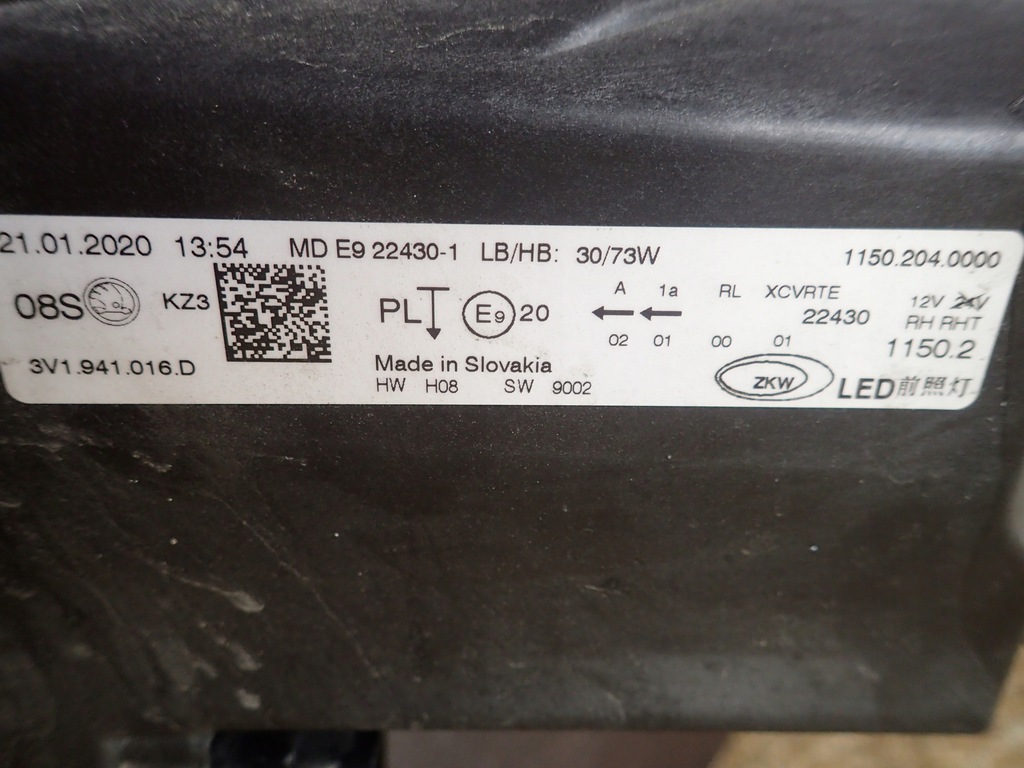 21.01.2020 13:54 MD E9 22430-1 LB/HB: 30/73W 1150.204.0000
08S KZ3 PL E9 20 A 1a RL XCVRTE 12V 24V
22430 RH RHT
02 01 00 01 1150.2
3V1.941.016.D Made in Slovakia
HW H08 SW 9002 ZKW LED前照灯